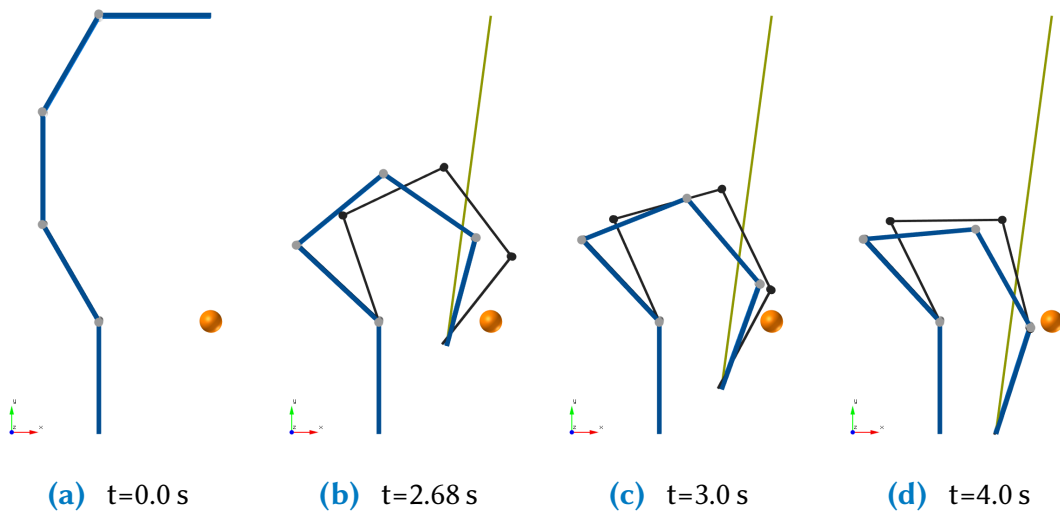 y
z
x
y
z
x
y
z
x
y
z
x
(a) t=0.0 s
(b) t=2.68 s
(c) t=3.0 s
(d) t=4.0 s